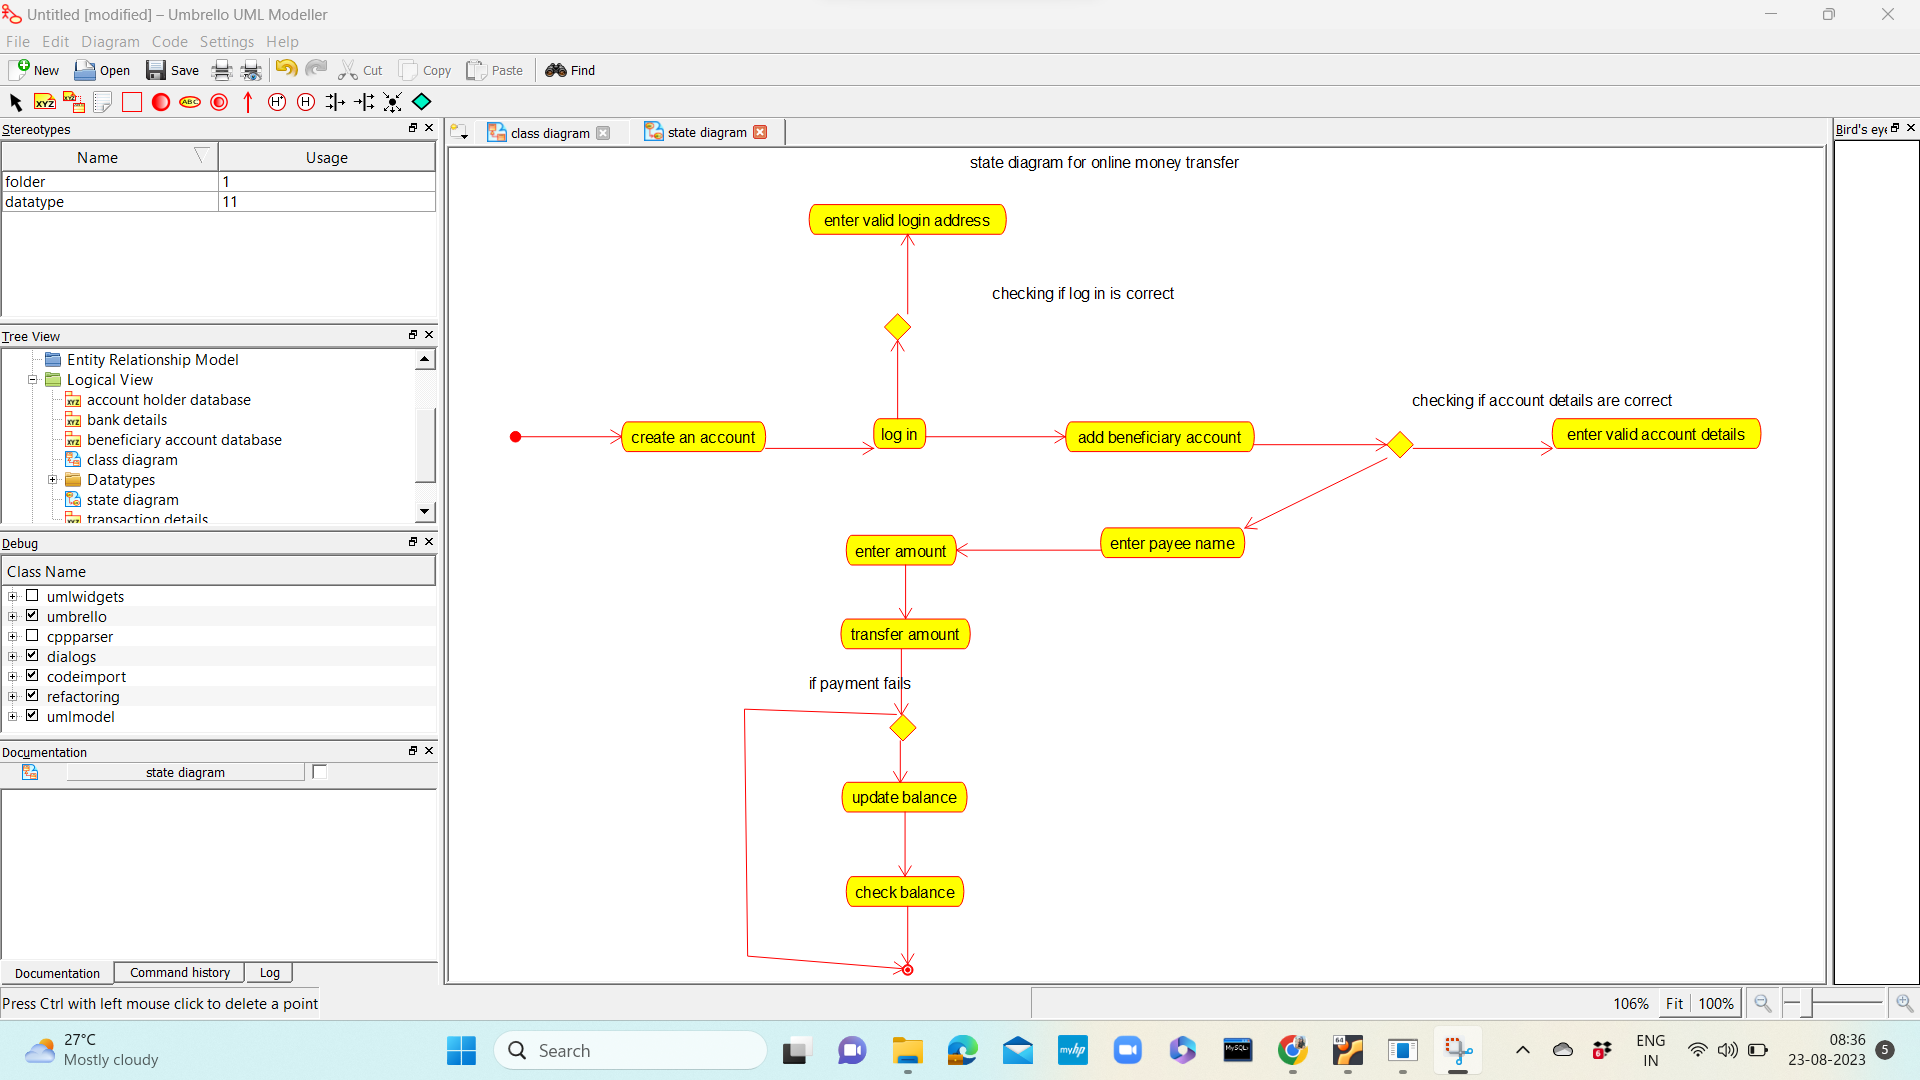 Untitled [modified] – Umbrello UML Modeller
File Edit Diagram Code Settings Help
New Open Save Cut Copy Paste Find
XYZ XYZ ABC H* H
Stereotypes
Name Usage
folder 1
datatype 11
Tree View
Entity Relationship Model
Logical View
account holder database
bank details
beneficiary account database
class diagram
Datatypes
state diagram
transaction details
Debug
Class Name
umlwidgets
umbrello
cppparser
dialogs
codeimport
refactoring
umlmodel
Documentation
state diagram
Documentation Command history Log
Press Ctrl with left mouse click to delete a point
class diagram state diagram
state diagram for online money transfer
enter valid login address
checking if log in is correct
checking if account details are correct
create an account
log in
add beneficiary account
enter valid account details
enter payee name
enter amount
transfer amount
if payment fails
update balance
check balance
Bird's eye
106% Fit 100%
27°C
Mostly cloudy
Search
myhp
MySQL
64
6
ENG
IN
08:36
23-08-2023
5